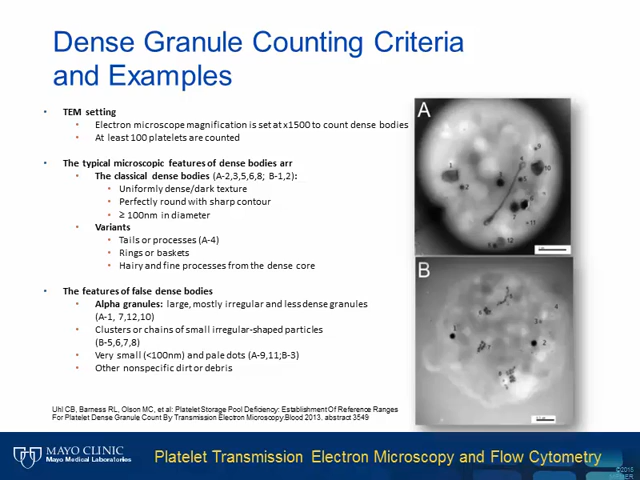 Dense Granule Counting Criteria
and Examples
• TEM setting
• Electron microscope magnification is set at x1500 to count dense bodies
• At least 100 platelets are counted
• The typical microscopic features of dense bodies arr
• The classical dense bodies (A-2,3,5,6,8; B-1,2):
• Uniformly dense/dark texture
• Perfectly round with sharp contour
• ≥ 100nm in diameter
• Variants
• Tails or processes (A-4)
• Rings or baskets
• Hairy and fine processes from the dense core
• The features of false dense bodies
• Alpha granules: large, mostly irregular and less dense granules
(A-1, 7,12,10)
• Clusters or chains of small irregular-shaped particles
(B-5,6,7,8)
• Very small (<100nm) and pale dots (A-9,11;B-3)
• Other nonspecific dirt or debris
A
B
Uhl CB, Barness RL, Olson MC, et al: Platelet Storage Pool Deficiency: Establishment Of Reference Ranges
For Platelet Dense Granule Count By Transmission Electron Microscopy.Blood 2013, abstract 3549
MAYO CLINIC
Mayo Medical Laboratories
Platelet Transmission Electron Microscopy and Flow Cytometry